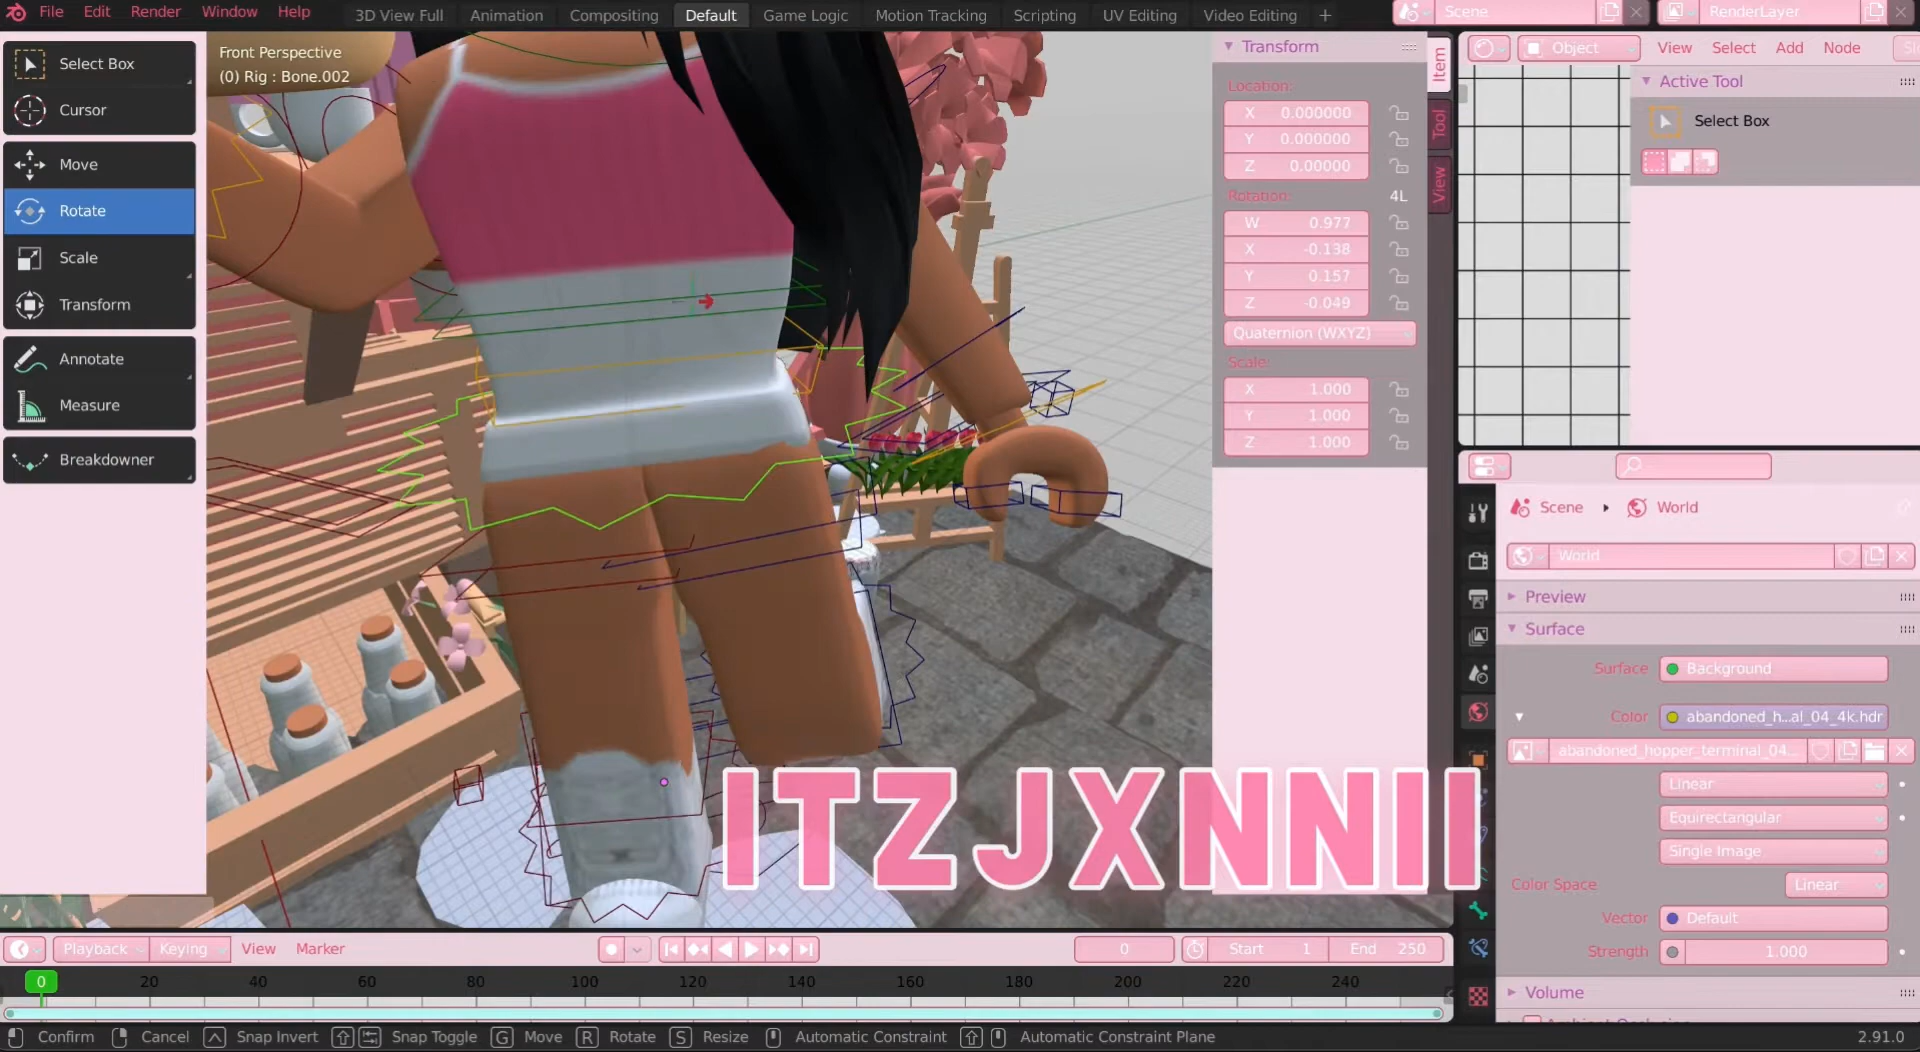 File Edit Render Window Help 3D View Full Animation Compositing Default Game Logic Motion Tracking Scripting UV Editing Video Editing + Scene RenderLayer
Select Box
Cursor
Move
Rotate
Scale
Transform
Annotate
Measure
Breakdowner
Front Perspective
(0) Rig : Bone.002
Transform
Location:
X 0.000000
Y 0.000000
Z 0.00000
Rotation: 4L
W 0.977
X -0.138
Y 0.157
Z -0.049
Quaternion (WXYZ)
Scale:
X 1.000
Y 1.000
Z 1.000
Item
Tool
View
Object View Select Add Node
Active Tool
Select Box
Scene World
World
Preview
Surface
Surface Background
Color abandoned_h...al_04_4k.hdr
abandoned_hopper_terminal_04...
Linear
Equirectangular
Single Image
Color Space Linear
Vector Default
Strength 1.000
Volume
ITZJXNNII
Playback Keying View Marker 0 Start 1 End 250
0 20 40 60 80 100 120 140 160 180 200 220 240
Confirm Cancel Snap Invert Snap Toggle G Move R Rotate S Resize Automatic Constraint Automatic Constraint Plane 2.91.0